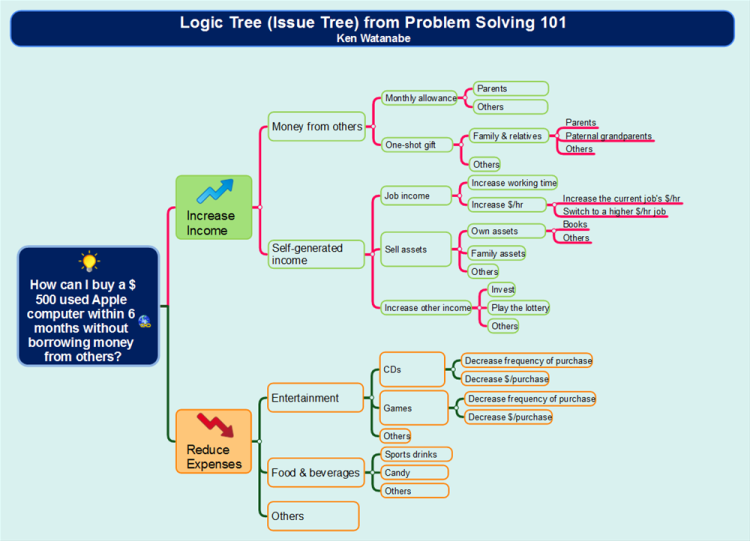 Logic Tree (Issue Tree) from Problem Solving 101
Ken Watanabe
How can I buy a $
500 used Apple
computer within 6
months without
borrowing money
from others?
Increase
Income
Money from others
Monthly allowance
Parents
Others
One-shot gift
Family & relatives
Parents
Paternal grandparents
Others
Others
Self-generated
income
Job income
Increase working time
Increase $/hr
Increase the current job's $/hr
Switch to a higher $/hr job
Sell assets
Own assets
Books
Others
Family assets
Others
Increase other income
Invest
Play the lottery
Others
Reduce
Expenses
Entertainment
CDs
Decrease frequency of purchase
Decrease $/purchase
Games
Decrease frequency of purchase
Decrease $/purchase
Others
Food & beverages
Sports drinks
Candy
Others
Others